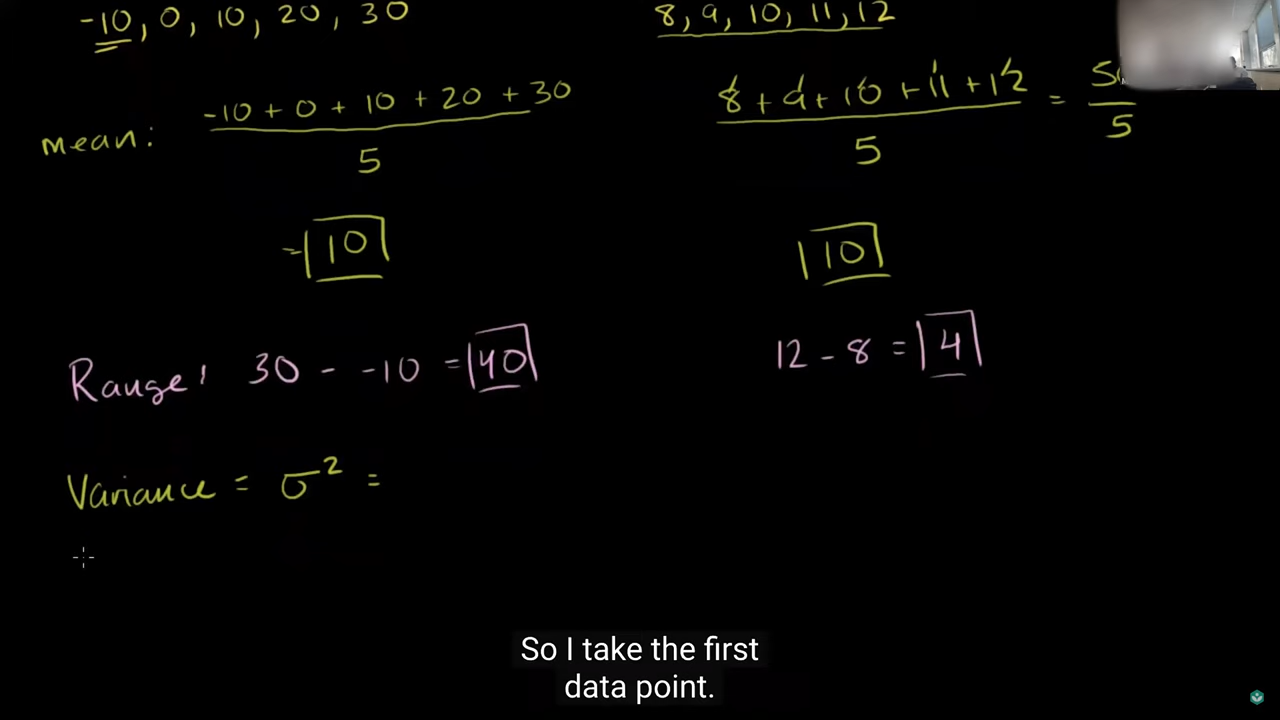 -10, 0, 10, 20, 30
8, 9, 10, 11, 12
mean: -10 + 0 + 10 + 20 + 30
5
8 + 9 + 10 + 11 + 12 =
5
5
= 10
10
Range: 30 - -10 = 40
12 - 8 = 4
Variance = σ² =
So I take the first
data point.